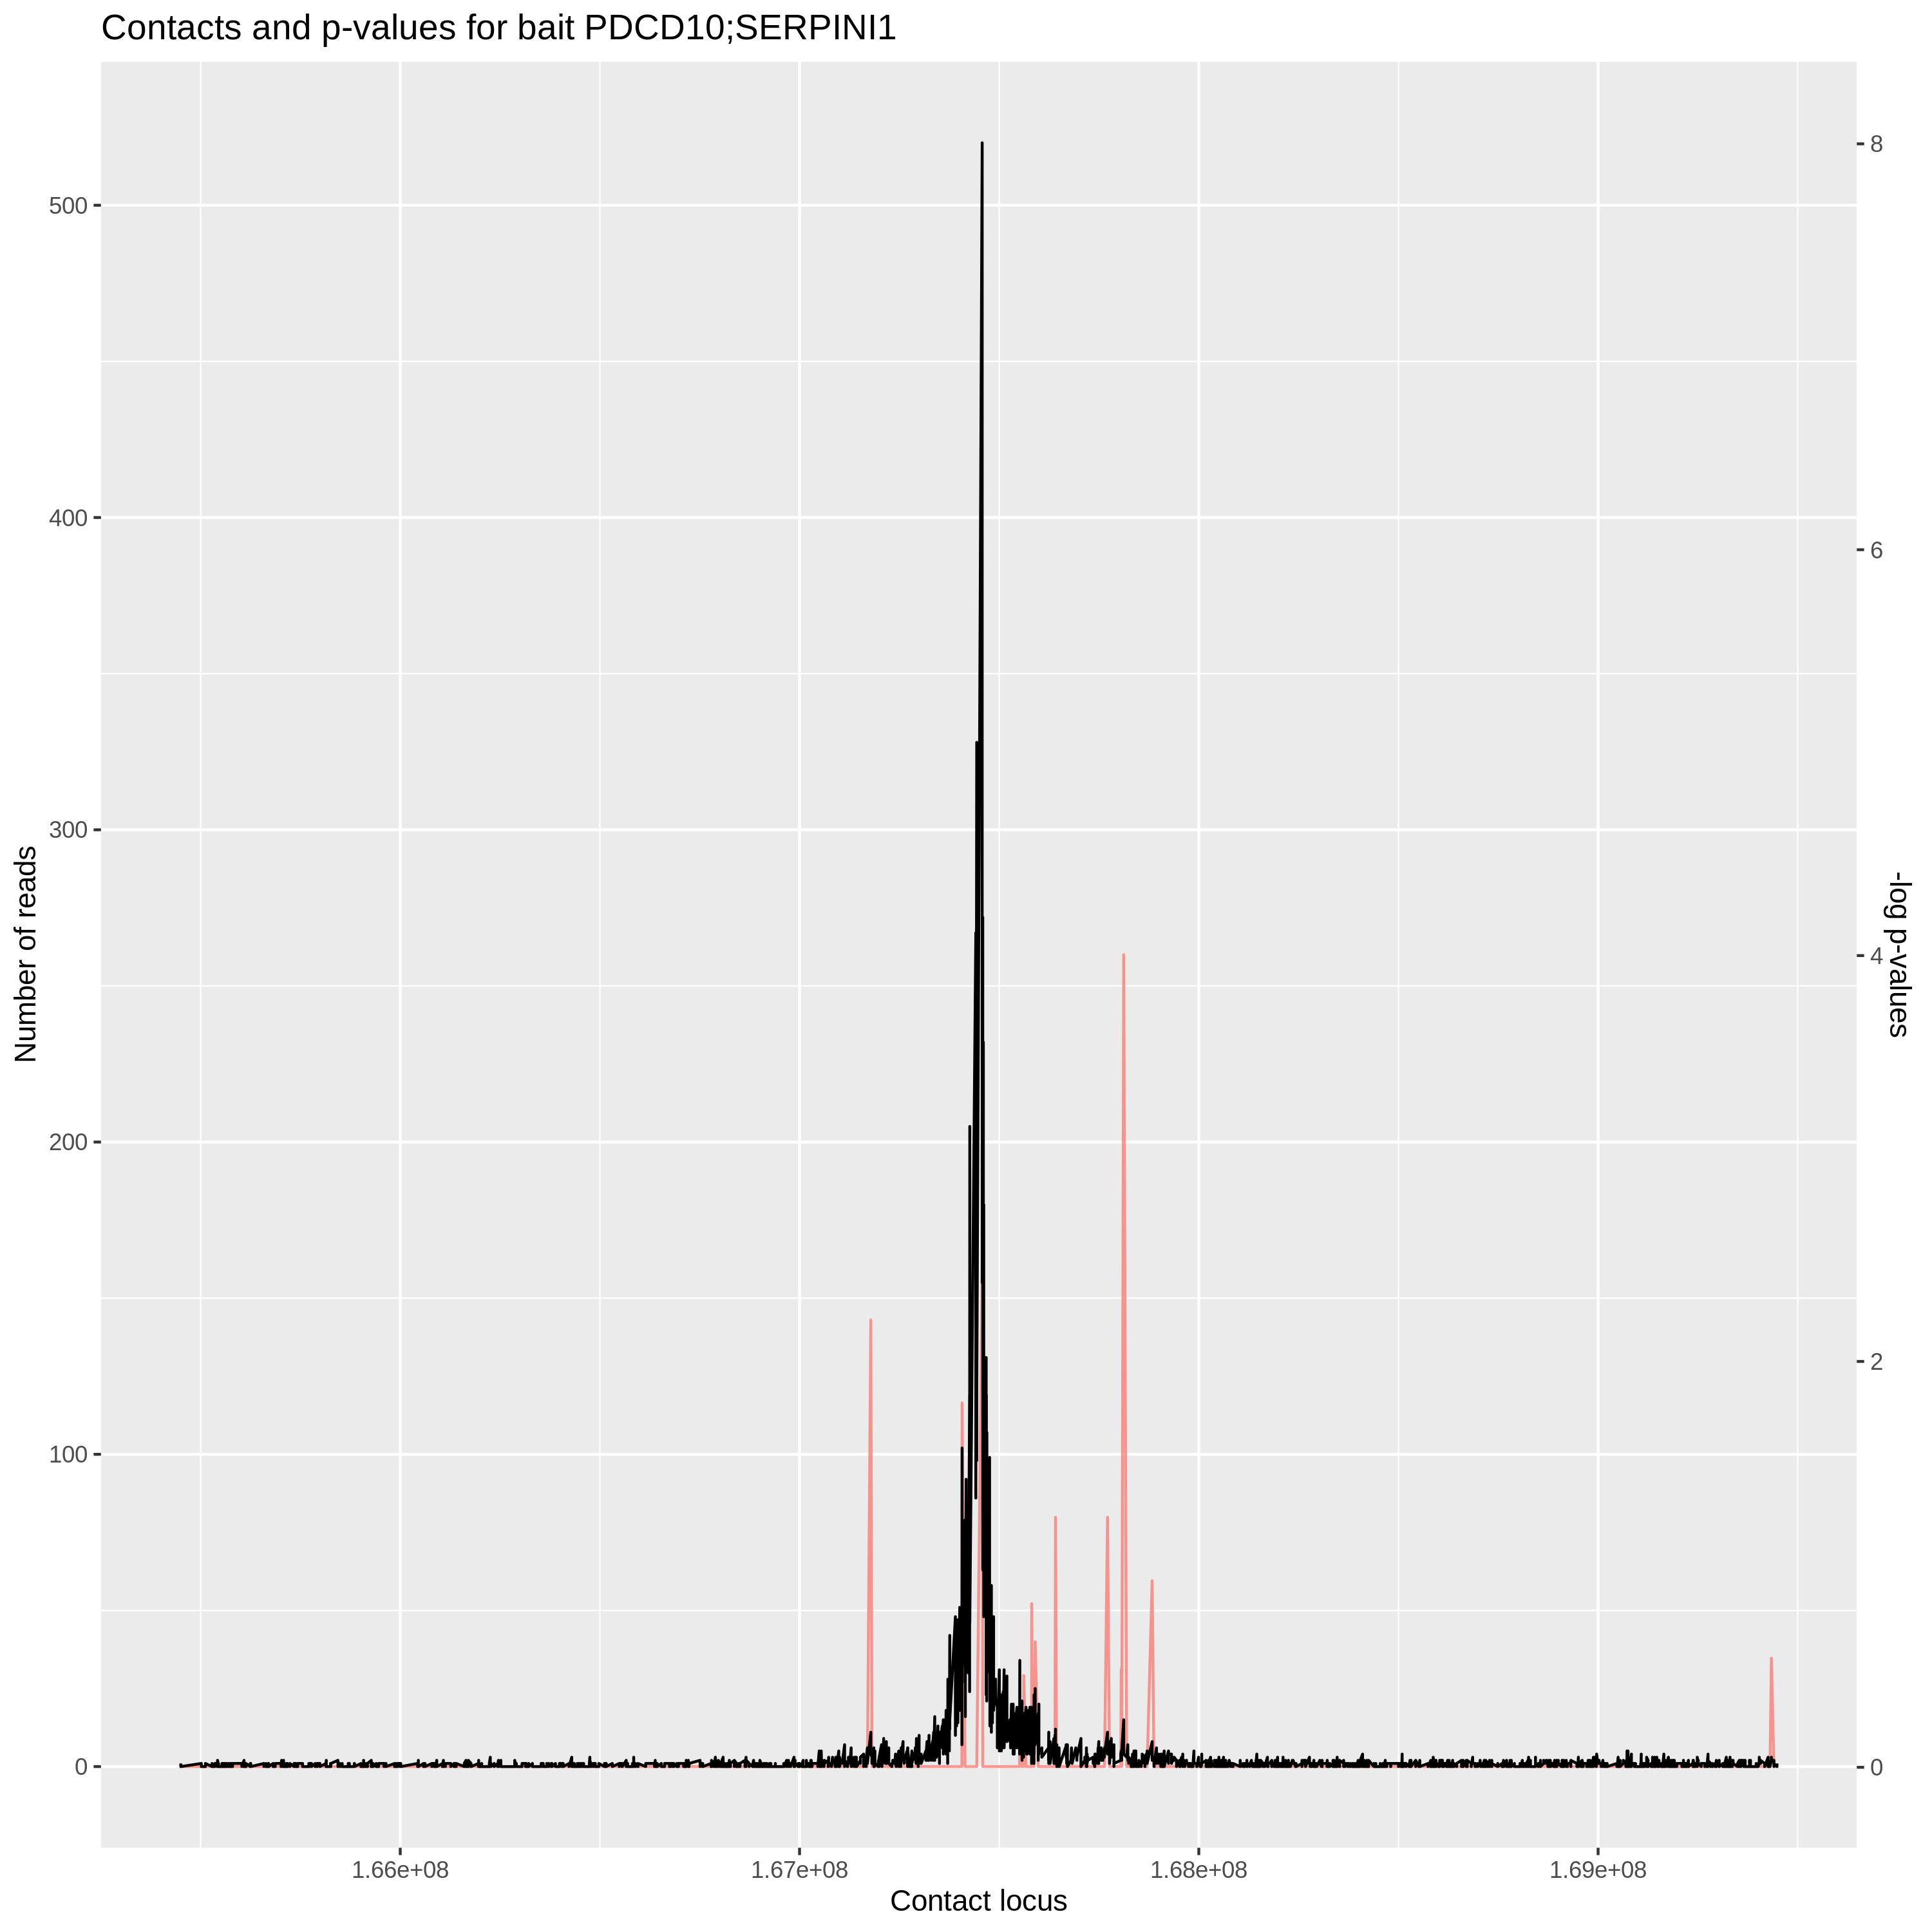 Contacts and p-values for bait PDCD10;SERPINI1
500
400
300
200
100
0
Number of reads
8
6
4
2
0
-log p-values
1.66e+08
1.67e+08
1.68e+08
1.69e+08
Contact locus